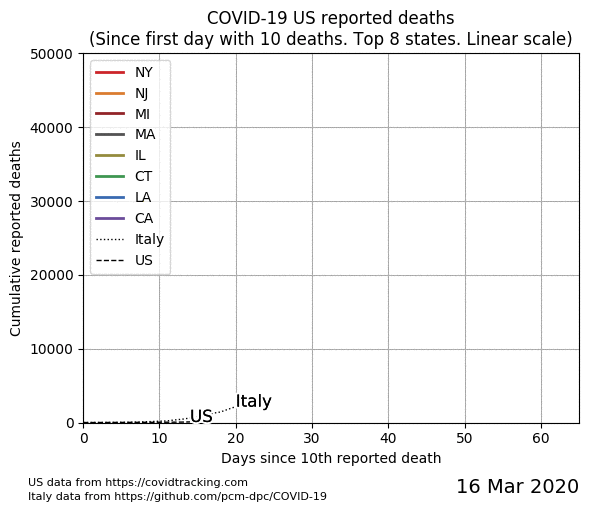 COVID-19 US reported deaths
(Since first day with 10 deaths. Top 8 states. Linear scale)
Cumulative reported deaths
50000
40000
30000
20000
10000
0
NY
NJ
MI
MA
IL
CT
LA
CA
Italy
US
Italy
US
0 10 20 30 40 50 60
Days since 10th reported death
US data from https://covidtracking.com
Italy data from https://github.com/pcm-dpc/COVID-19
16 Mar 2020